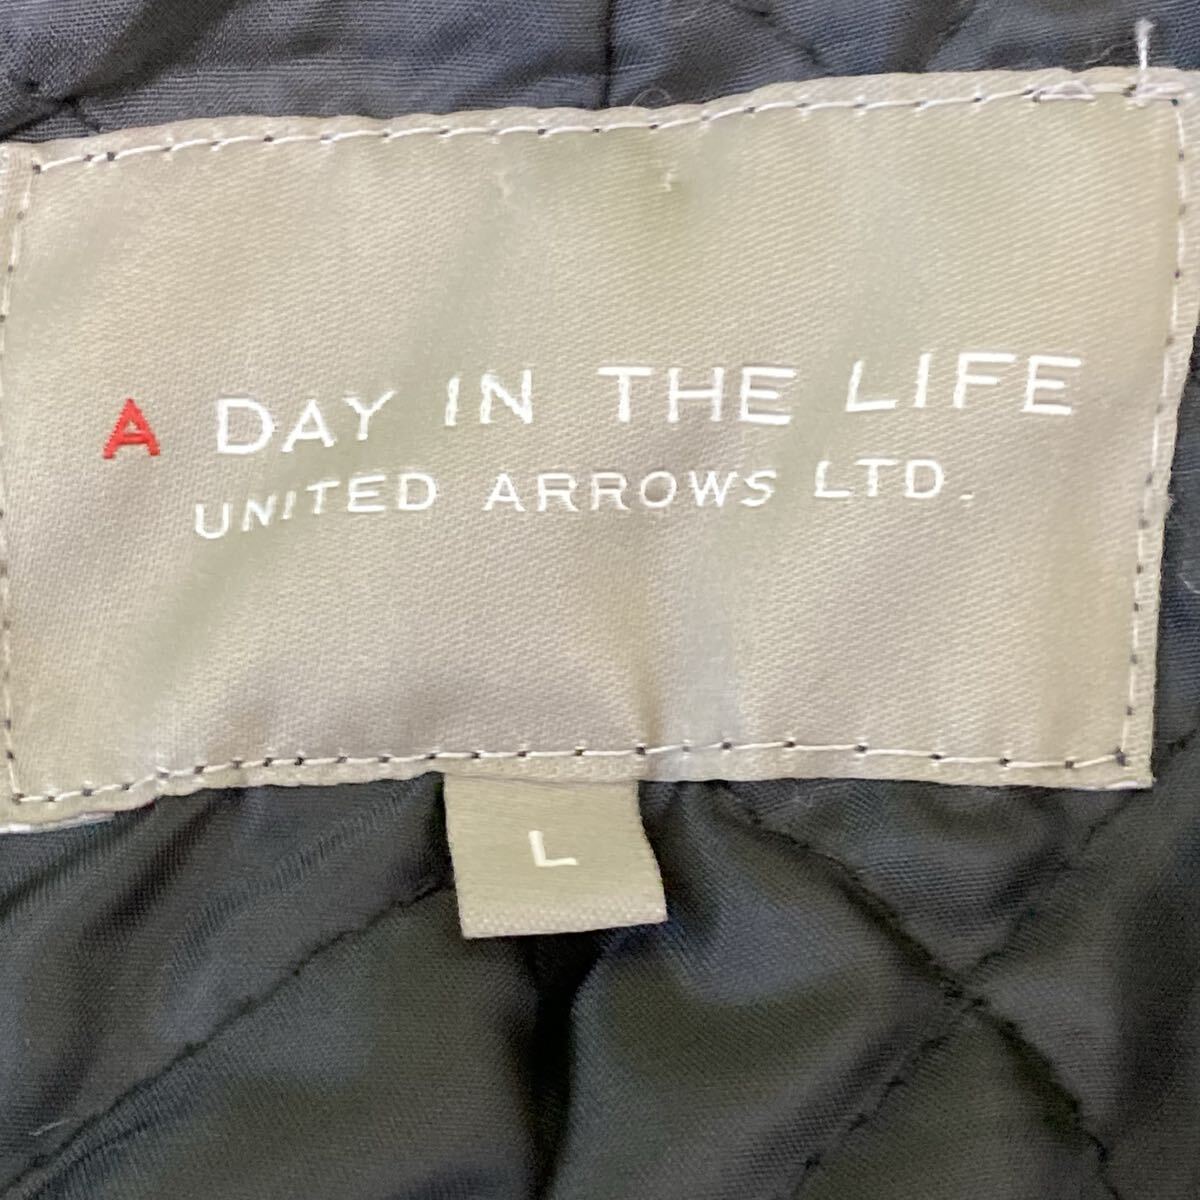 A DAY IN THE LIFE
UNITED ARROWS LTD.
L